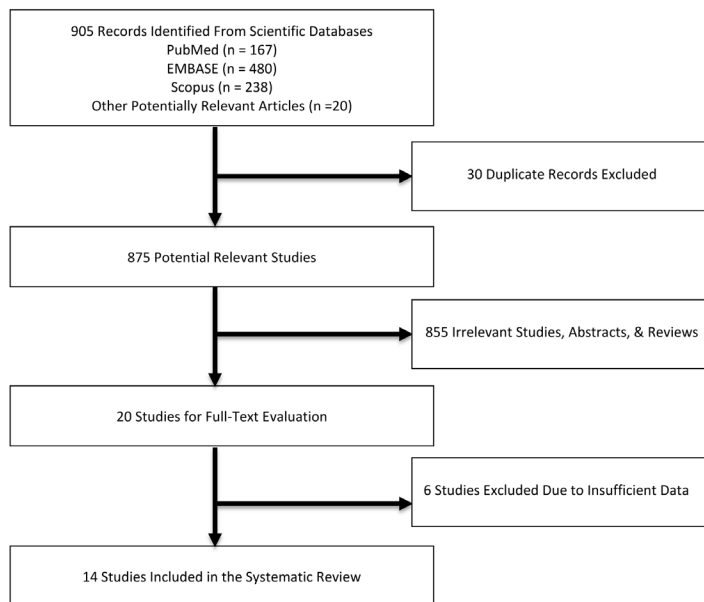 905 Records Identified From Scientific Databases
PubMed (n = 167)
EMBASE (n = 480)
Scopus (n = 238)
Other Potentially Relevant Articles (n =20)
30 Duplicate Records Excluded
875 Potential Relevant Studies
855 Irrelevant Studies, Abstracts, & Reviews
20 Studies for Full-Text Evaluation
6 Studies Excluded Due to Insufficient Data
14 Studies Included in the Systematic Review